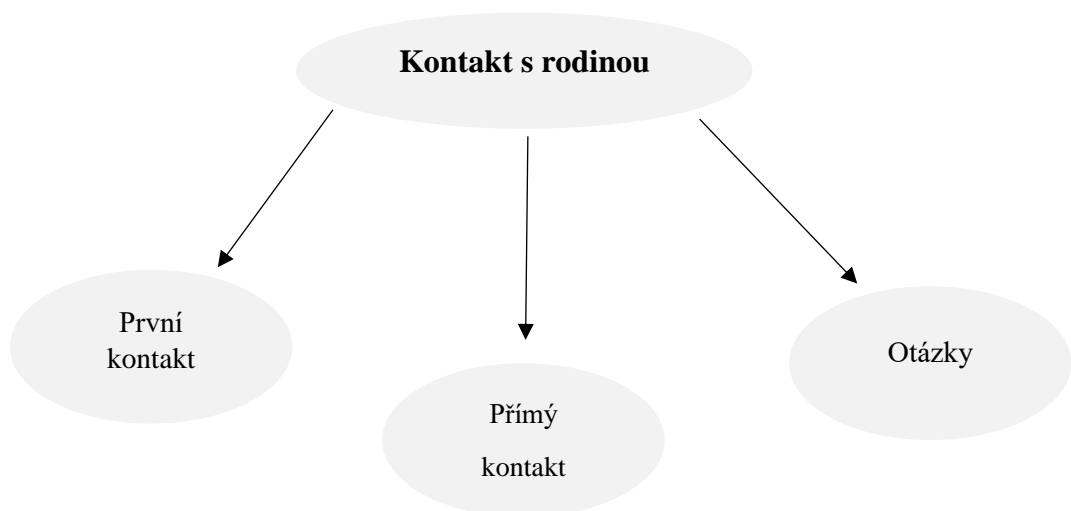 Kontakt s rodinou
První
kontakt
Přímý
kontakt
Otázky